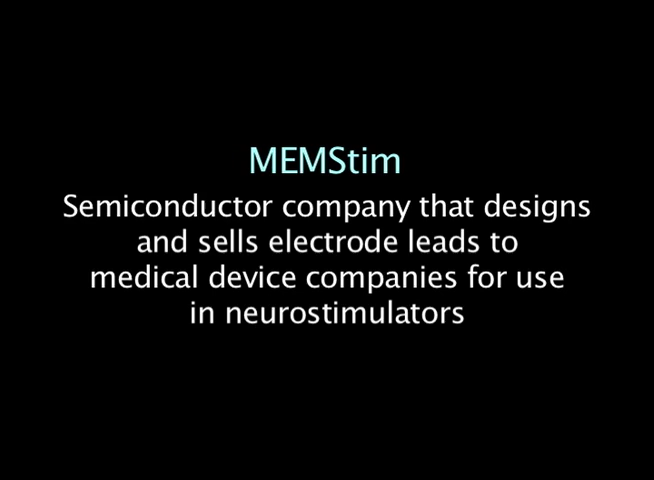 MEMStim
Semiconductor company that designs
and sells electrode leads to
medical device companies for use
in neurostimulators